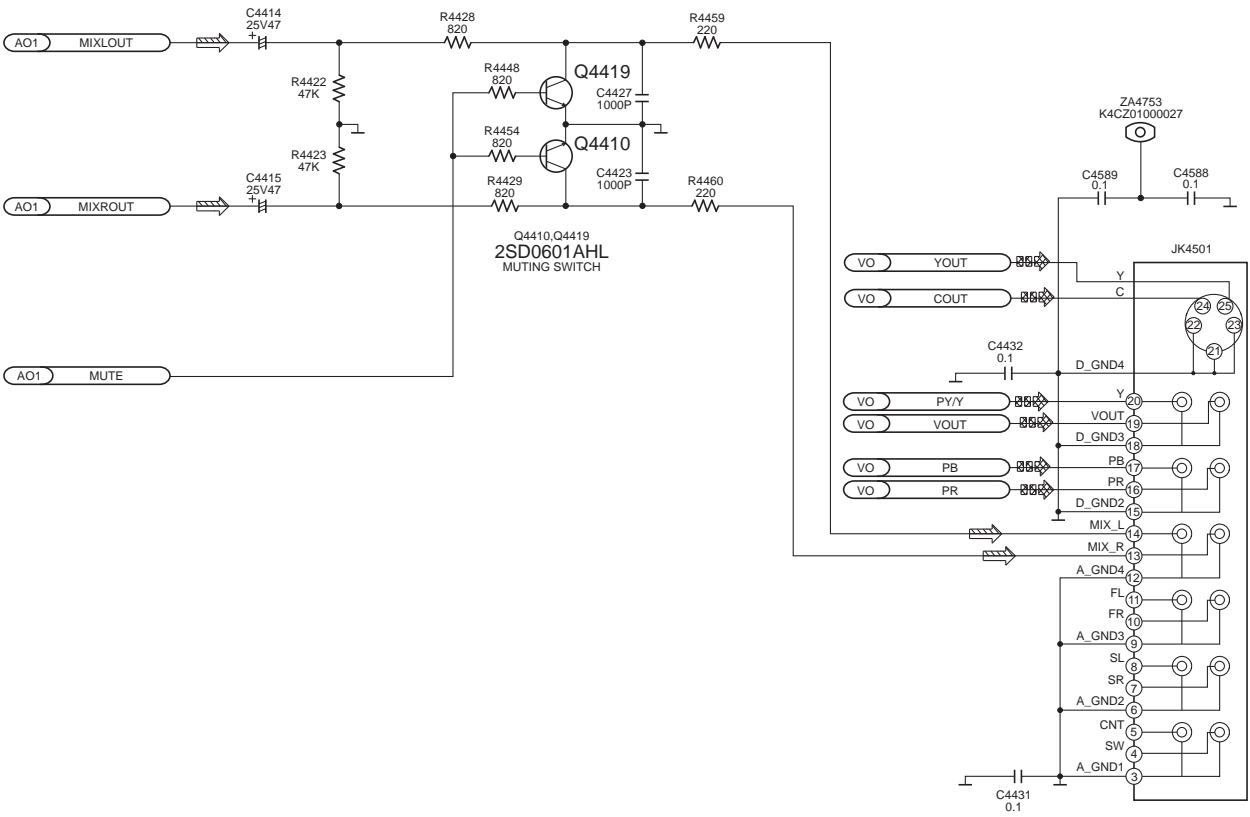 C4414
25V47
R4428
820
R4459
220
AO1 MIXLOUT
+
R4448
820
Q4419
R4422
47K
C4427
1000P
ZA4753
K4CZ01000027
R4454
820
Q4410
R4423
47K
C4423
1000P
C4589
0.1
C4588
0.1
C4415
25V47
R4429
820
R4460
220
AO1 MIXROUT
+
Q4410,Q4419
2SD0601AHL
MUTING SWITCH
JK4501
VO YOUT
Y
VO COUT
C
24 25
22 23
21
C4432
0.1
D_GND4
AO1 MUTE
VO PY/Y
Y
20
VO VOUT
VOUT
19
D_GND3
18
VO PB
PB
17
VO PR
PR
16
D_GND2
15
MIX_L
14
MIX_R
13
A_GND4
12
FL
11
FR
10
A_GND3
9
SL
8
SR
7
A_GND2
6
CNT
5
SW
4
A_GND1
3
C4431
0.1